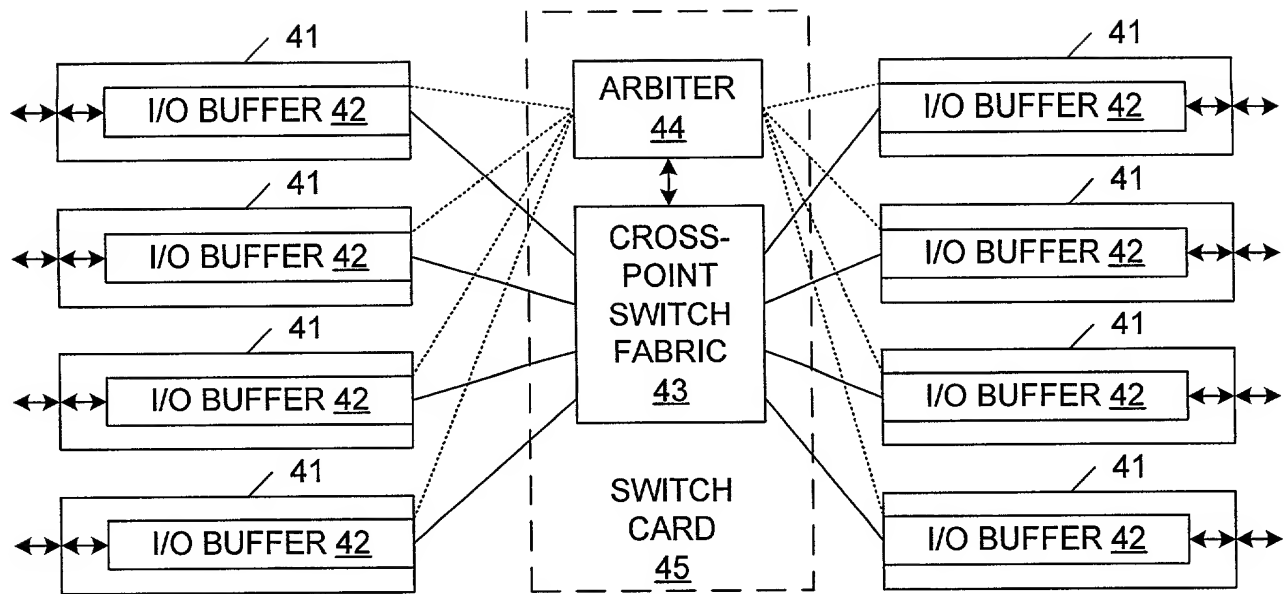 41
I/O BUFFER 42
41
I/O BUFFER 42
41
I/O BUFFER 42
41
I/O BUFFER 42
ARBITER
44
CROSS-
POINT
SWITCH
FABRIC
43
SWITCH
CARD
45
41
I/O BUFFER 42
41
I/O BUFFER 42
41
I/O BUFFER 42
41
I/O BUFFER 42